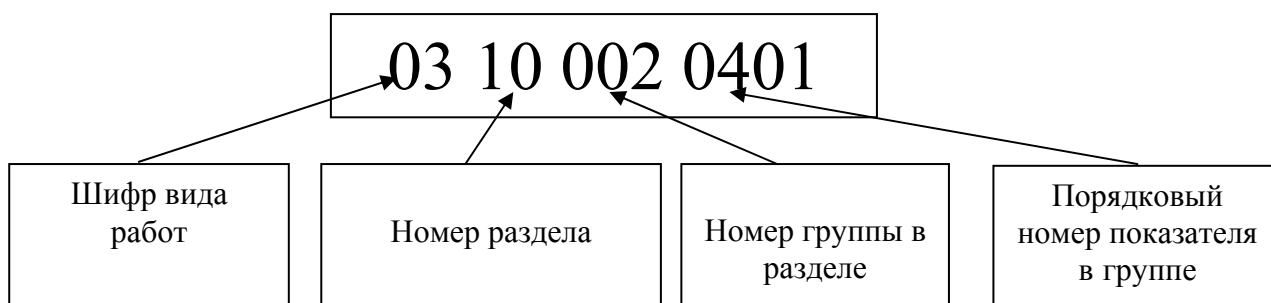 03 10 002 0401
Шифр вида
работ
Номер раздела
Номер группы в
разделе
Порядковый
номер показателя
в группе